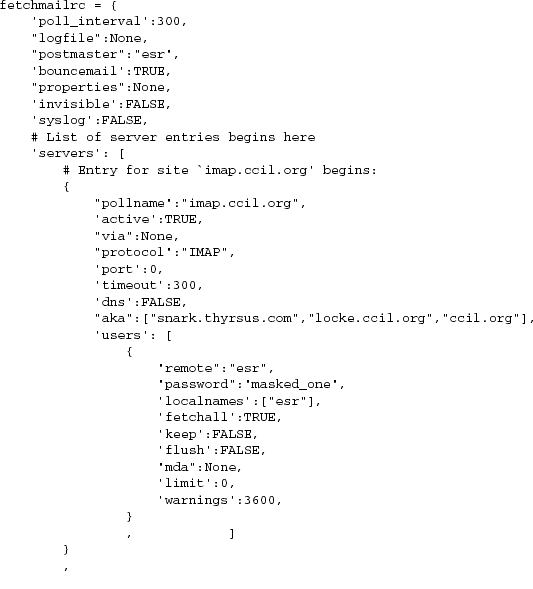 fetchmailrc = {
    'poll_interval':300,
    "logfile":None,
    "postmaster":"esr",
    'bouncemail':TRUE,
    "properties":None,
    'invisible':FALSE,
    'syslog':FALSE,
    # List of server entries begins here
    'servers': [
        # Entry for site `imap.ccil.org' begins:
        {
            "pollname":"imap.ccil.org",
            'active':TRUE,
            "via":None,
            "protocol":"IMAP",
            'port':0,
            'timeout':300,
            'dns':FALSE,
            "aka":["snark.thyrsus.com","locke.ccil.org","ccil.org"],
            'users': [
                {
                    "remote":"esr",
                    "password":"masked_one",
                    'localnames':["esr"],
                    'fetchall':TRUE,
                    'keep':FALSE,
                    'flush':FALSE,
                    "mda":None,
                    'limit':0,
                    'warnings':3600,
                }
                ,            ]
        }
        ,